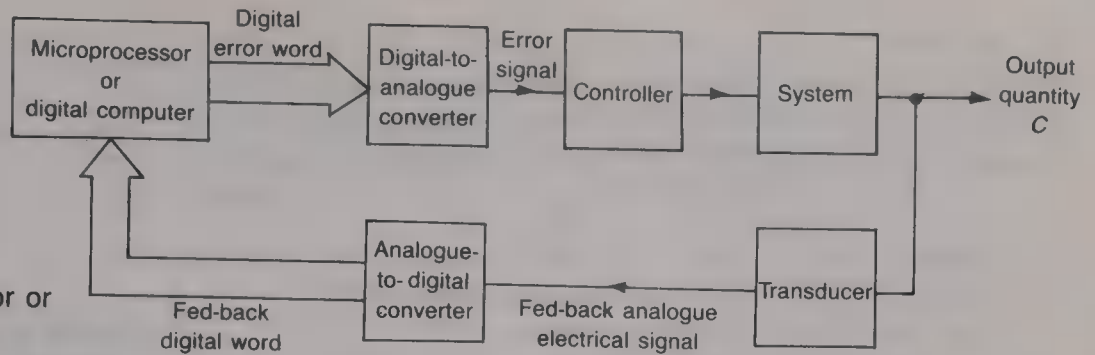 Microprocessor
or
digital computer
Digital
error word
Digital-to-
analogue
converter
Error
signal
Controller
System
Output
quantity
C
Analogue-
to-digital
converter
Transducer
Fed-back analogue
electrical signal
Fed-back
digital word
or or